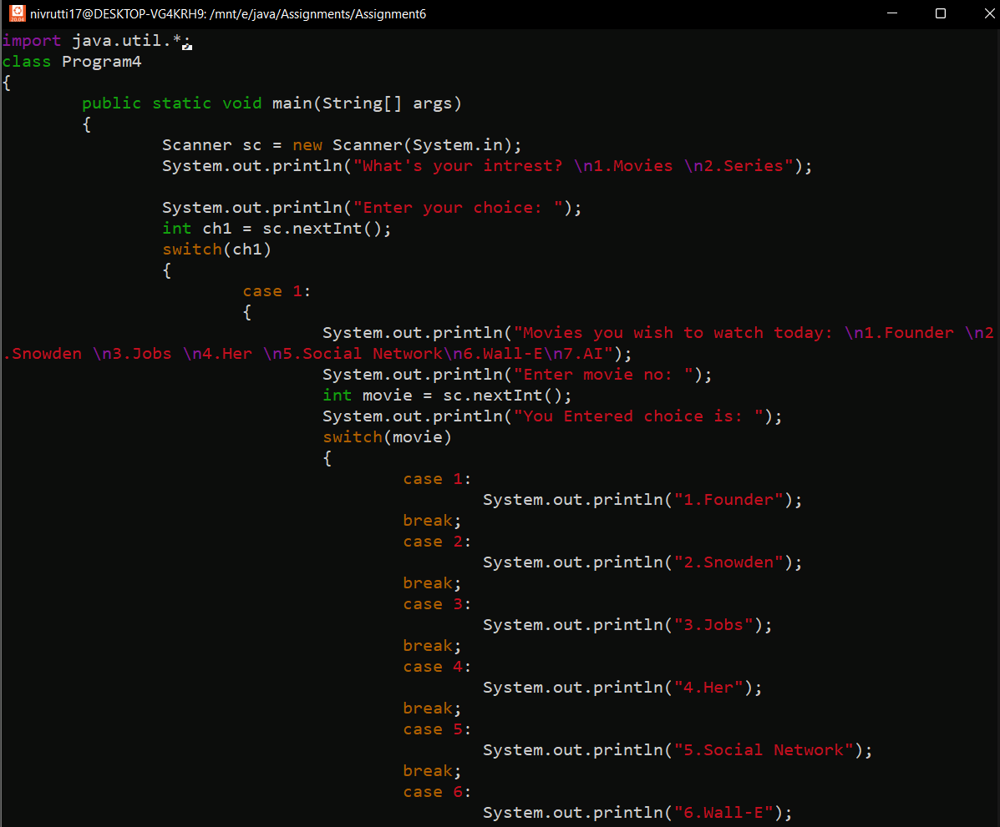 nivrutti17@DESKTOP-VG4KRH9: /mnt/e/java/Assignments/Assignment6
import java.util.*;
class Program4
{
public static void main(String[] args)
{
Scanner sc = new Scanner(System.in);
System.out.println("What's your intrest? \n1.Movies \n2.Series");
System.out.println("Enter your choice: ");
int ch1 = sc.nextInt();
switch(ch1)
{
case 1:
{
System.out.println("Movies you wish to watch today: \n1.Founder \n2
.Snowden \n3.Jobs \n4.Her \n5.Social Network\n6.Wall-E\n7.AI");
System.out.println("Enter movie no: ");
int movie = sc.nextInt();
System.out.println("You Entered choice is: ");
switch(movie)
{
case 1:
System.out.println("1.Founder");
break;
case 2:
System.out.println("2.Snowden");
break;
case 3:
System.out.println("3.Jobs");
break;
case 4:
System.out.println("4.Her");
break;
case 5:
System.out.println("5.Social Network");
break;
case 6:
System.out.println("6.Wall-E");